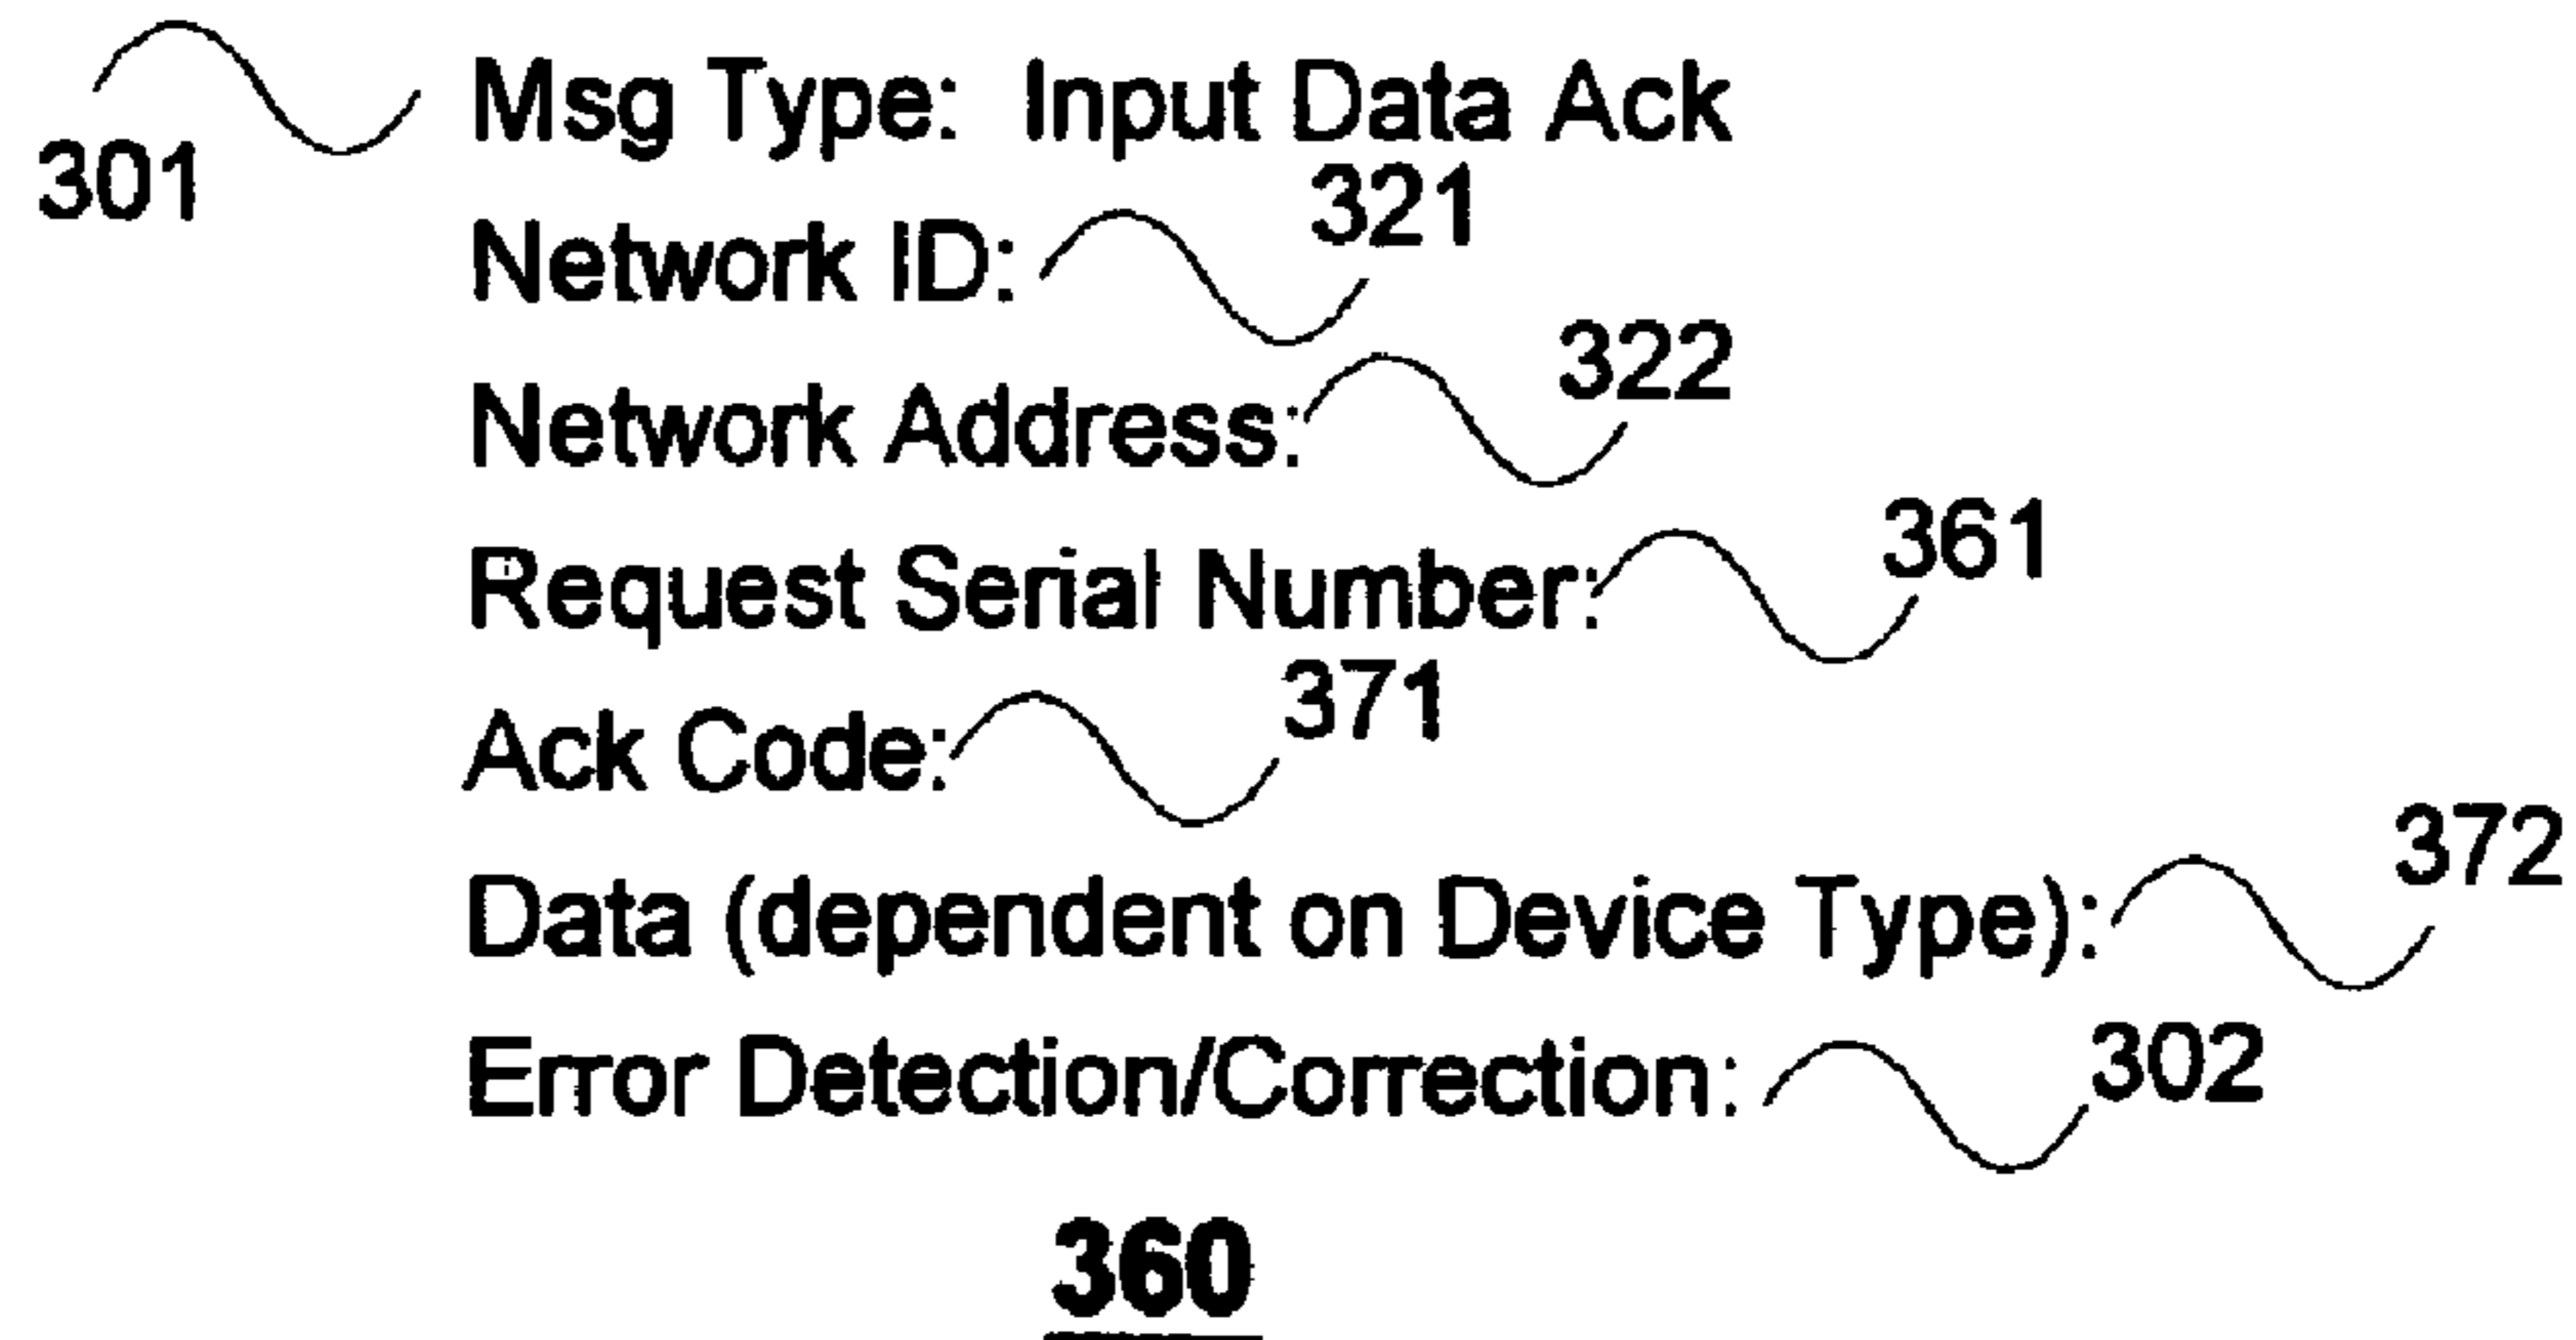 301 Msg Type: Input Data Ack
Network ID: 321
Network Address: 322
Request Serial Number: 361
Ack Code: 371
Data (dependent on Device Type): 372
Error Detection/Correction: 302
360